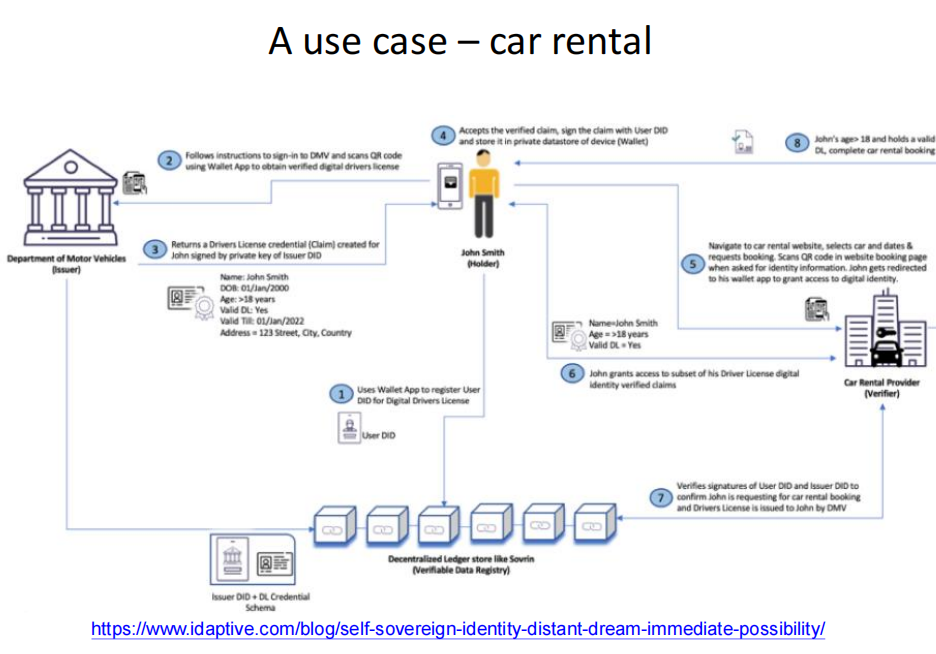 A use case – car rental
4
Accepts the verified claim, sign the claim with User DID
and store it in private datastore of device (Wallet)
8
John's age> 18 and holds a valid
DL, complete car rental booking
2
Follows instructions to sign-in to DMV and scans QR code
using Wallet App to obtain verified digital drivers license
Department of Motor Vehicles
(Issuer)
3
Returns a Drivers License credential (Claim) created for
John signed by private key of Issuer DID
Name: John Smith
DOB: 01/Jan/2000
Age: >18 years
Valid DL: Yes
Valid Till: 01/Jan/2022
Address = 123 Street, City, Country
John Smith
(Holder)
5
Navigate to car rental website, selects car and dates &
requests booking. Scans QR code in website booking page
when asked for identity information. John gets redirected
to his wallet app to grant access to digital identity.
Name=John Smith
Age = >18 years
Valid DL = Yes
6
John grants access to subset of his Driver License digital
identity verified claims
Car Rental Provider
(Verifier)
1
Uses Wallet App to register User
DID for Digital Drivers License
User DID
7
Verifies signatures of User DID and Issuer DID to
confirm John is requesting for car rental booking
and Drivers License is issued to John by DMV
Decentralized Ledger store like Sovrin
(Verifiable Data Registry)
Issuer DID + DL Credential
Schema
https://www.idaptive.com/blog/self-sovereign-identity-distant-dream-immediate-possibility/